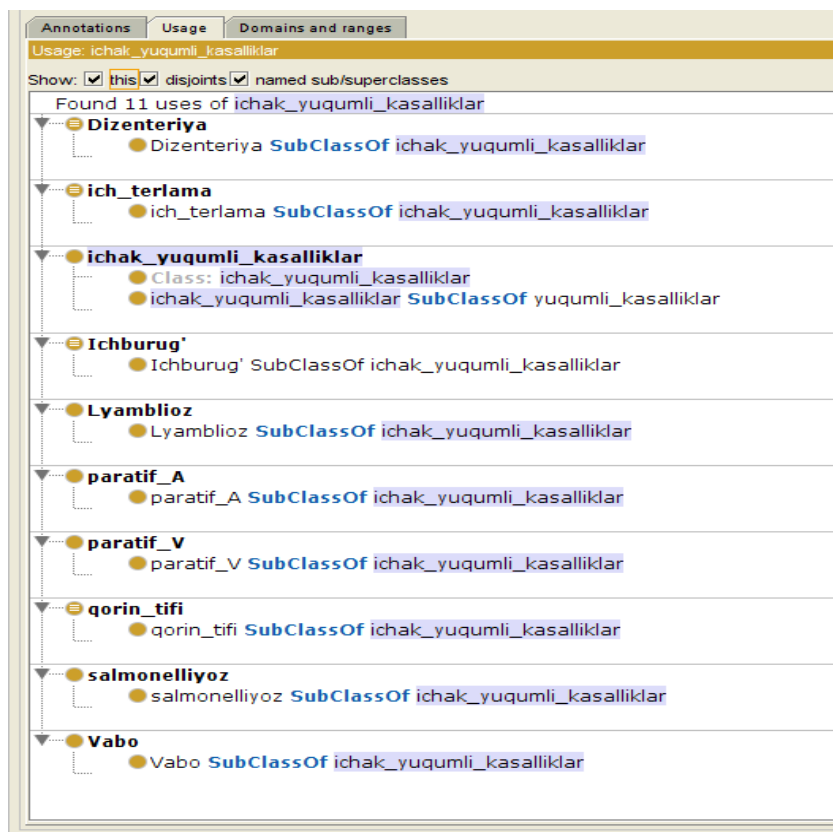 Annotations Usage Domains and ranges
Usage: ichak_yuqumli_kasalliklar
Show: this disjoints named sub/superclasses
Found 11 uses of ichak_yuqumli_kasalliklar
Dizenteriya
Dizenteriya SubClassOf ichak_yuqumli_kasalliklar
ich_terlama
ich_terlama SubClassOf ichak_yuqumli_kasalliklar
ichak_yuqumli_kasalliklar
Class: ichak_yuqumli_kasalliklar
ichak_yuqumli_kasalliklar SubClassOf yuqumli_kasalliklar
Ichburug'
Ichburug' SubClassOf ichak_yuqumli_kasalliklar
Lyamblioz
Lyamblioz SubClassOf ichak_yuqumli_kasalliklar
paratif_A
paratif_A SubClassOf ichak_yuqumli_kasalliklar
paratif_V
paratif_V SubClassOf ichak_yuqumli_kasalliklar
qorin_tifi
qorin_tifi SubClassOf ichak_yuqumli_kasalliklar
salmonelliyoz
salmonelliyoz SubClassOf ichak_yuqumli_kasalliklar
Vabo
Vabo SubClassOf ichak_yuqumli_kasalliklar